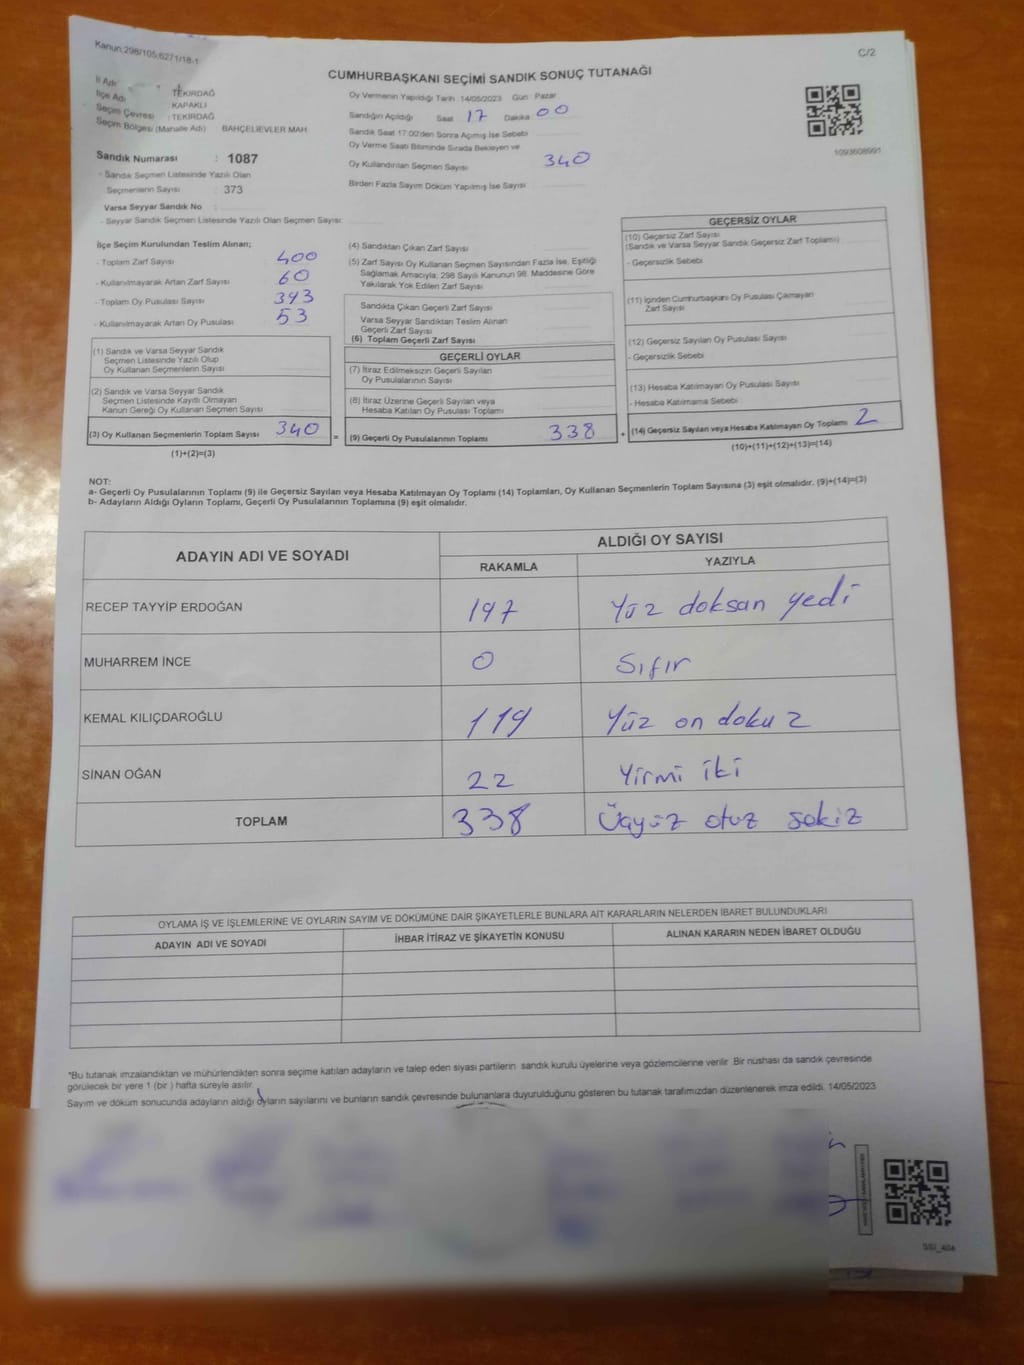 Kanun:298/105;6271/18-1
C/2
CUMHURBAŞKANI SEÇİMİ SANDIK SONUÇ TUTANAĞI
İl Adı : TEKİRDAĞ
İlçe Adı : KAPAKLI
Seçim Çevresi : TEKİRDAĞ
Seçim Bölgesi (Mahalle Adı) BAHÇELİEVLER MAH.
Oy Vermenin Yapıldığı Tarih :14/05/2023 Gün : Pazar
Sandığın Açıldığı Saat 17 Dakika 00
Sandık Saat 17:00'den Sonra Açılmış İse Sebebi
Oy Verme Saati Bitiminde Sırada Bekleyen ve
Oy Kullandırılan Seçmen Sayısı 340
Birden Fazla Sayım Döküm Yapılmış İse Sayısı
1093608991
Sandık Numarası : 1087
- Sandık Seçmen Listesinde Yazılı Olan
Seçmenlerin Sayısı : 373
Varsa Seyyar Sandık No
- Seyyar Sandık Seçmen Listesinde Yazılı Olan Seçmen Sayısı:
İlçe Seçim Kurulundan Teslim Alınan;
- Toplam Zarf Sayısı 400
- Kullanılmayarak Artan Zarf Sayısı 60
- Toplam Oy Pusulası Sayısı 393
- Kullanılmayarak Artan Oy Pusulası 53
(1) Sandık ve Varsa Seyyar Sandık
Seçmen Listesinde Yazılı Olup
Oy Kullanan Seçmenlerin Sayısı
(2) Sandık ve Varsa Seyyar Sandık
Seçmen Listesinde Kayıtlı Olmayan
Kanun Gereği Oy Kullanan Seçmen Sayısı
(3) Oy Kullanan Seçmenlerin Toplam Sayısı 340 =
(1)+(2)=(3)
(4) Sandıktan Çıkan Zarf Sayısı
(5) Zarf Sayısı Oy Kullanan Seçmen Sayısından Fazla İse, Eşitliği
Sağlamak Amacıyla; 298 Sayılı Kanunun 98. Maddesine Göre
Yakılarak Yok Edilen Zarf Sayısı
Sandıkta Çıkan Geçerli Zarf Sayısı
Varsa Seyyar Sandıktan Teslim Alınan
Geçerli Zarf Sayısı
(6) Toplam Geçerli Zarf Sayısı
GEÇERLİ OYLAR
(7) İtiraz Edilmeksizin Geçerli Sayılan
Oy Pusulalarının Sayısı
(8) İtiraz Üzerine Geçerli Sayılan veya
Hesaba Katılan Oy Pusulası Toplamı
(9) Geçerli Oy Pusulalarının Toplamı 338 +
GEÇERSİZ OYLAR
(10) Geçersiz Zarf Sayısı
(Sandık ve Varsa Seyyar Sandık Geçersiz Zarf Toplamı)
- Geçersizlik Sebebi
(11) İçinden Cumhurbaşkanı Oy Pusulası Çıkmayan
Zarf Sayısı
(12) Geçersiz Sayılan Oy Pusulası Sayısı
- Geçersizlik Sebebi
(13) Hesaba Katılmayan Oy Pusulası Sayısı
- Hesaba Katılmama Sebebi
(14) Geçersiz Sayılan veya Hesaba Katılmayan Oy Toplamı 2
(10)+(11)+(12)+(13)=(14)
NOT:
a- Geçerli Oy Pusulalarının Toplamı (9) ile Geçersiz Sayılan veya Hesaba Katılmayan Oy Toplamı (14) Toplamları, Oy Kullanan Seçmenlerin Toplam Sayısına (3) eşit olmalıdır. (9)+(14)=(3)
b- Adayların Aldığı Oyların Toplamı, Geçerli Oy Pusulalarının Toplamına (9) eşit olmalıdır.
ADAYIN ADI VE SOYADI
ALDIĞI OY SAYISI
RAKAMLA YAZIYLA
RECEP TAYYİP ERDOĞAN 197 Yüz doksan yedi
MUHARREM İNCE 0 Sıfır
KEMAL KILIÇDAROĞLU 119 Yüz on dokuz
SİNAN OĞAN 22 Yirmi iki
TOPLAM 338 Üçyüz otuz sekiz
OYLAMA İŞ VE İŞLEMLERİNE VE OYLARIN SAYIM VE DÖKÜMÜNE DAİR ŞİKAYETLERLE BUNLARA AİT KARARLARIN NELERDEN İBARET BULUNDUKLARI
ADAYIN ADI VE SOYADI İHBAR İTİRAZ VE ŞİKAYETİN KONUSU ALINAN KARARIN NEDEN İBARET OLDUĞU
*Bu tutanak imzalandıktan ve mühürlendikten sonra seçime katılan adayların ve talep eden siyasi partilerin sandık kurulu üyelerine veya gözlemcilerine verilir. Bir nüshası da sandık çevresinde
görülecek bir yere 1 (bir ) hafta süreyle asılır.
Sayım ve döküm sonucunda adayların aldığı oyların sayılarını ve bunların sandık çevresinde bulunanlara duyurulduğunu gösteren bu tutanak tarafımızdan düzenlenerek imza edildi. 14/05/2023